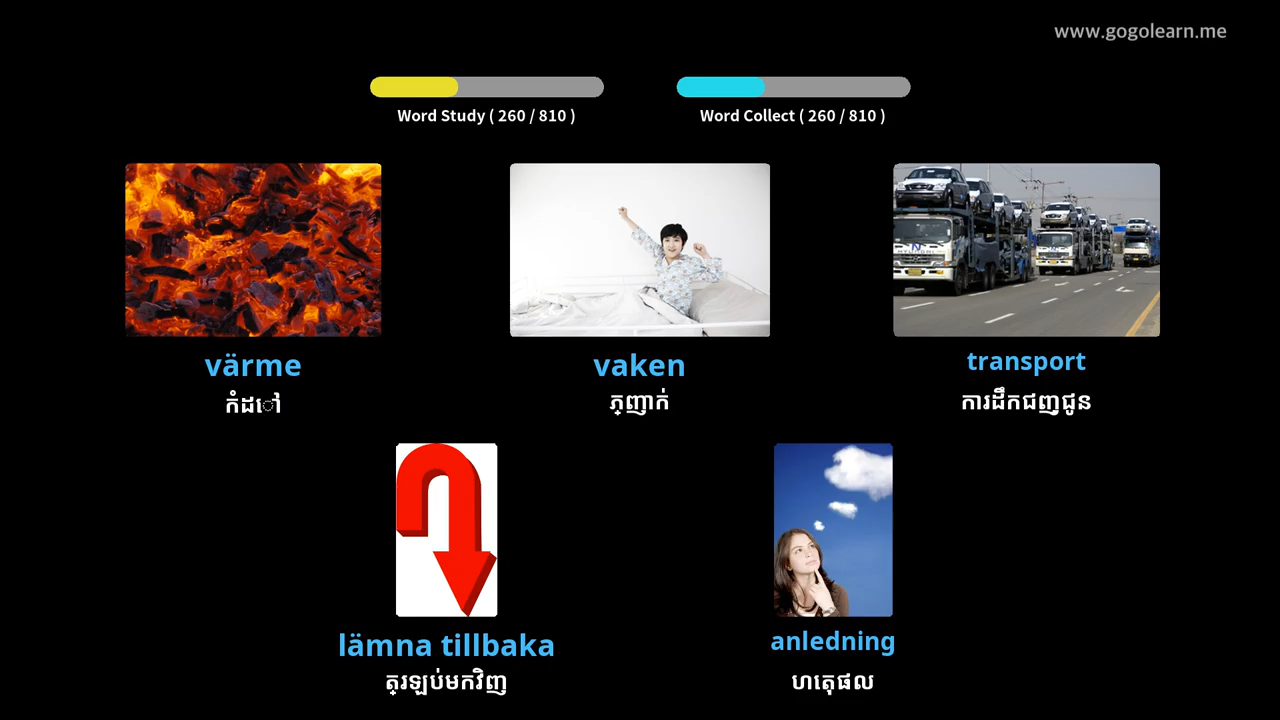 www.gogolearn.me
Word Study ( 260 / 810 )
Word Collect ( 260 / 810 )
värme
vaken
transport
កំដៅ
ភ្ញាក់
ការដឹកជញ្ជូន
lämna tillbaka
anledning
ត្រឡប់មកវិញ
ហតុេផល